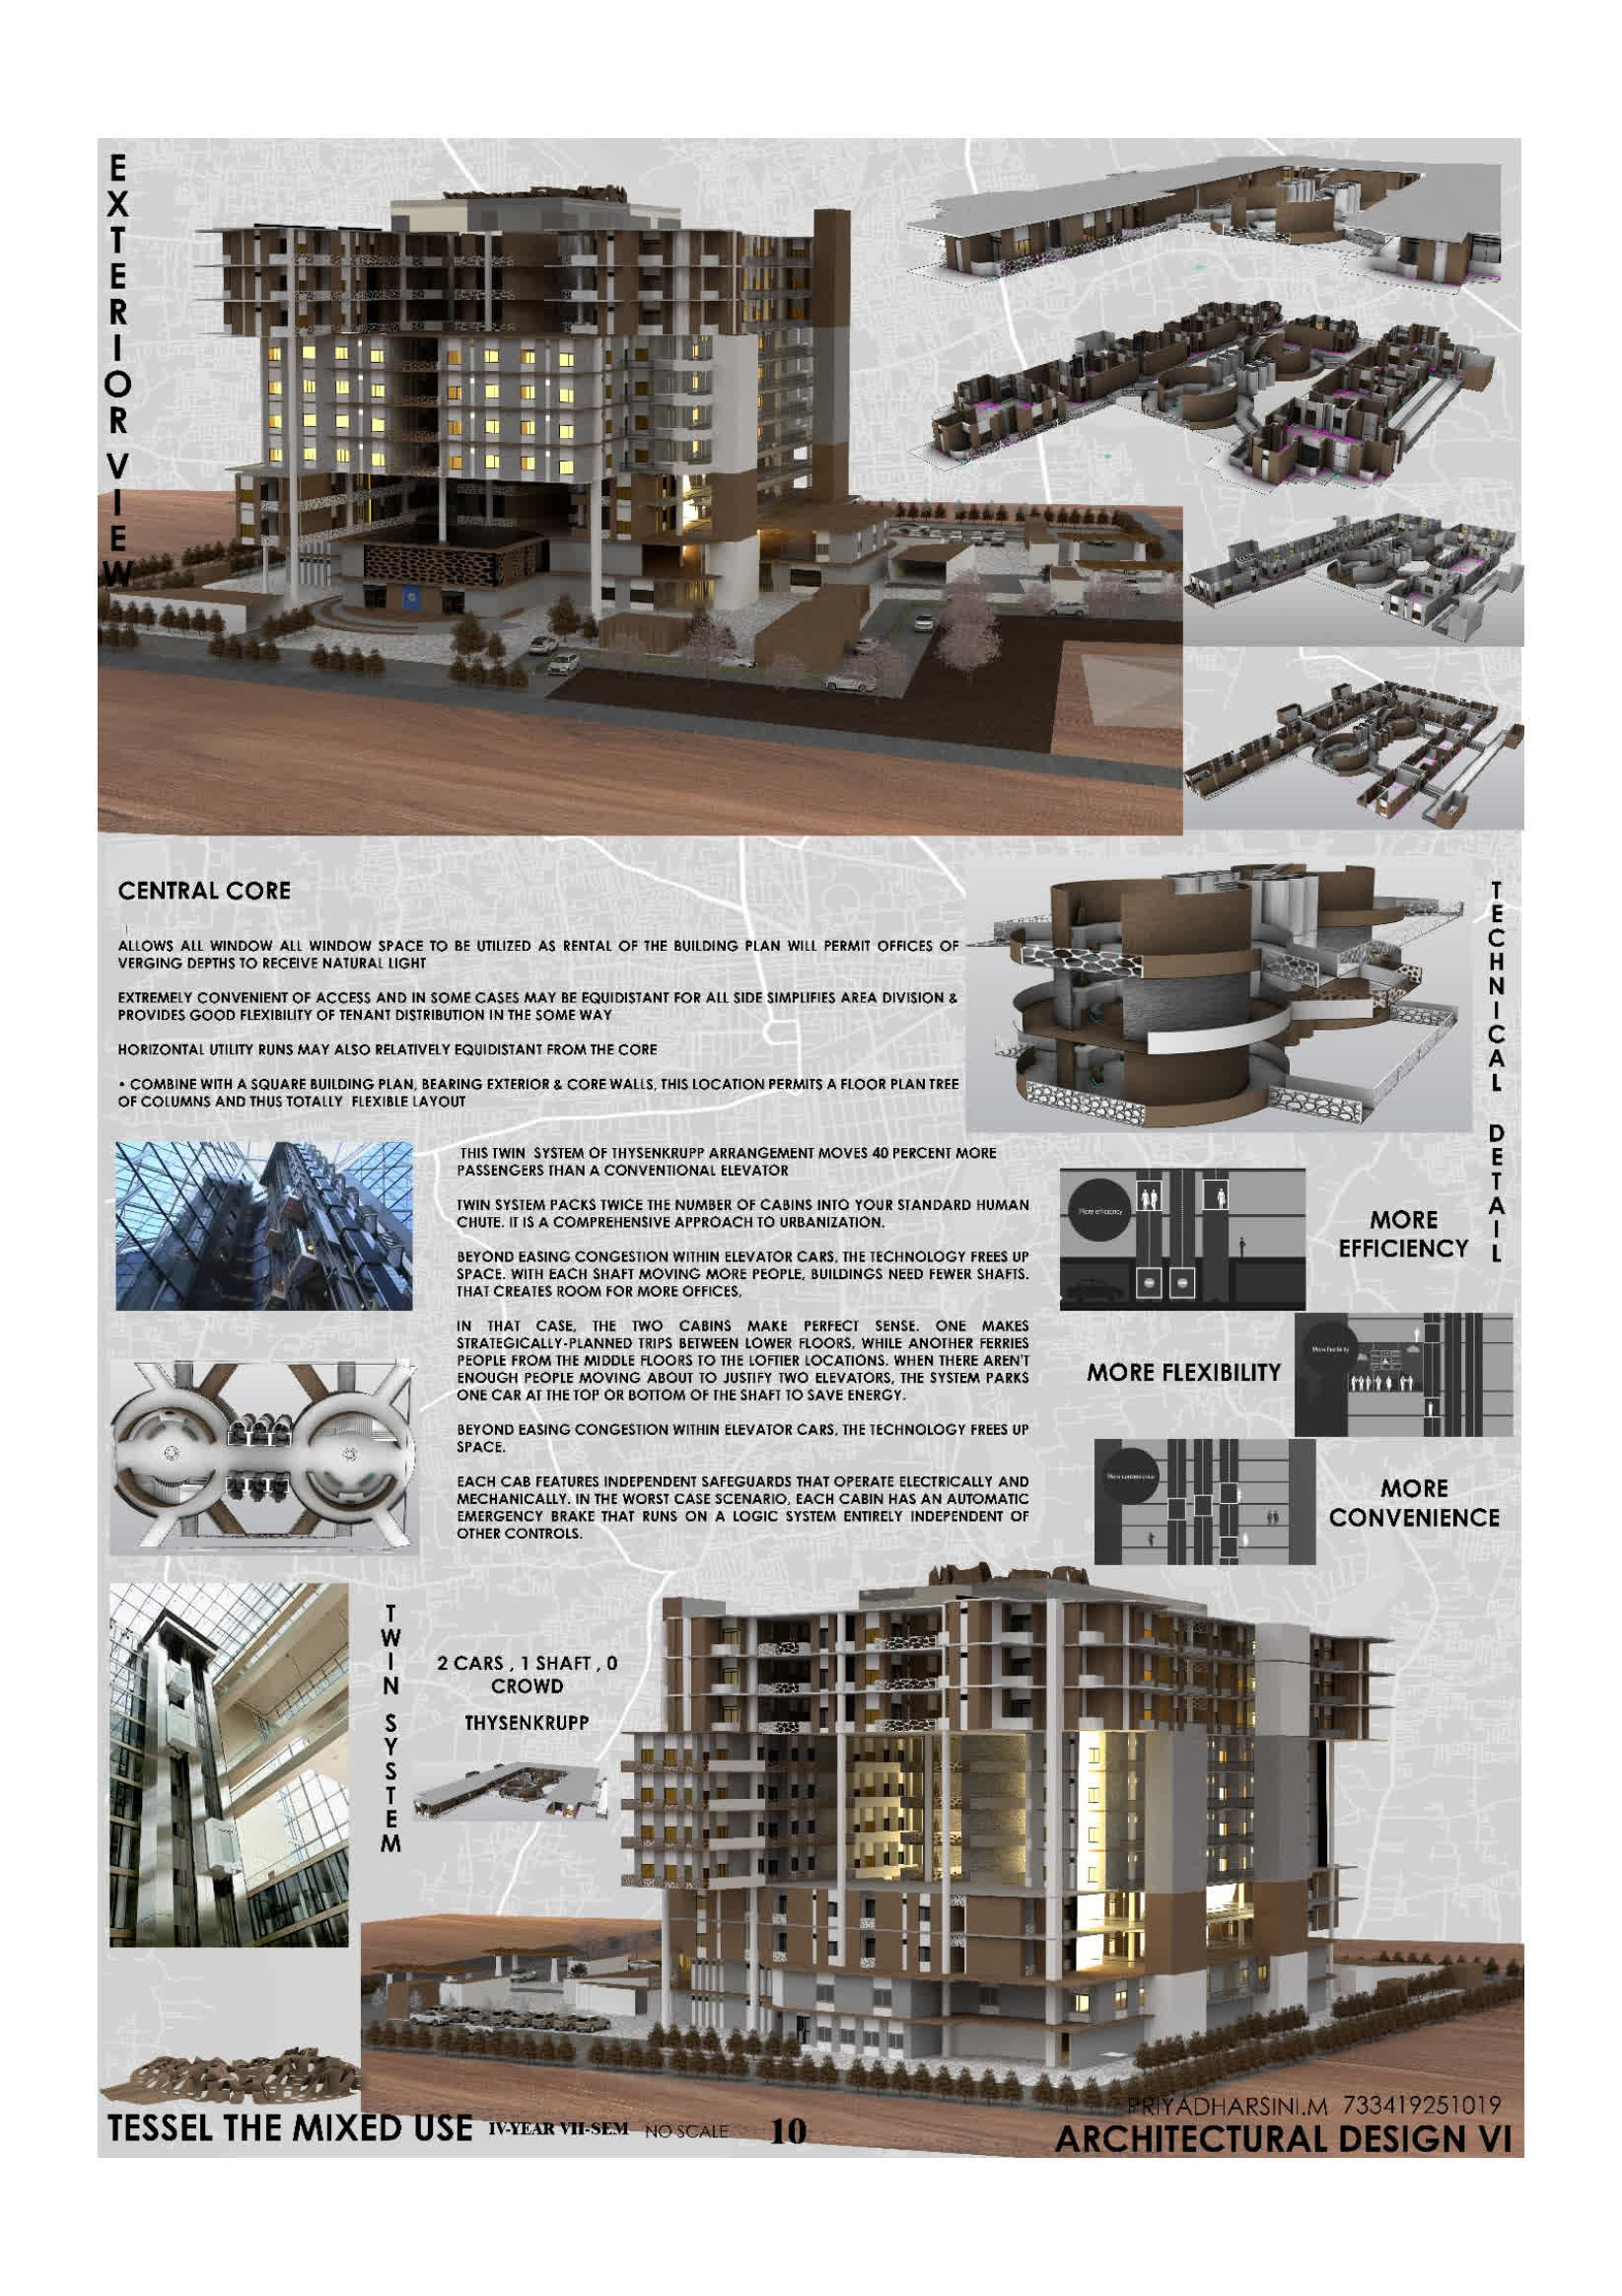 EXTERIOR VIEW
CENTRAL CORE
ALLOWS ALL WINDOW ALL WINDOW SPACE TO BE UTILIZED AS RENTAL OF THE BUILDING PLAN WILL PERMIT OFFICES OF
VERGING DEPTHS TO RECEIVE NATURAL LIGHT
EXTREMELY CONVENIENT OF ACCESS AND IN SOME CASES MAY BE EQUIDISTANT FOR ALL SIDE SIMPLIFIES AREA DIVISION &
PROVIDES GOOD FLEXIBILITY OF TENANT DISTRIBUTION IN THE SOME WAY
HORIZONTAL UTILITY RUNS MAY ALSO RELATIVELY EQUIDISTANT FROM THE CORE
• COMBINE WITH A SQUARE BUILDING PLAN, BEARING EXTERIOR & CORE WALLS, THIS LOCATION PERMITS A FLOOR PLAN TREE
OF COLUMNS AND THUS TOTALLY FLEXIBLE LAYOUT
TECHNICAL DETAIL
THIS TWIN SYSTEM OF THYSENKRUPP ARRANGEMENT MOVES 40 PERCENT MORE
PASSENGERS THAN A CONVENTIONAL ELEVATOR
TWIN SYSTEM PACKS TWICE THE NUMBER OF CABINS INTO YOUR STANDARD HUMAN
CHUTE. IT IS A COMPREHENSIVE APPROACH TO URBANIZATION.
BEYOND EASING CONGESTION WITHIN ELEVATOR CARS, THE TECHNOLOGY FREES UP
SPACE. WITH EACH SHAFT MOVING MORE PEOPLE, BUILDINGS NEED FEWER SHAFTS.
THAT CREATES ROOM FOR MORE OFFICES,
IN THAT CASE, THE TWO CABINS MAKE PERFECT SENSE. ONE MAKES
STRATEGICALLY-PLANNED TRIPS BETWEEN LOWER FLOORS, WHILE ANOTHER FERRIES
PEOPLE FROM THE MIDDLE FLOORS TO THE LOFTIER LOCATIONS. WHEN THERE AREN'T
ENOUGH PEOPLE MOVING ABOUT TO JUSTIFY TWO ELEVATORS, THE SYSTEM PARKS
ONE CAR AT THE TOP OR BOTTOM OF THE SHAFT TO SAVE ENERGY.
BEYOND EASING CONGESTION WITHIN ELEVATOR CARS, THE TECHNOLOGY FREES UP
SPACE.
EACH CAB FEATURES INDEPENDENT SAFEGUARDS THAT OPERATE ELECTRICALLY AND
MECHANICALLY. IN THE WORST CASE SCENARIO, EACH CABIN HAS AN AUTOMATIC
EMERGENCY BRAKE THAT RUNS ON A LOGIC SYSTEM ENTIRELY INDEPENDENT OF
OTHER CONTROLS.
More efficiency
MORE
EFFICIENCY
MORE FLEXIBILITY
More flexibility
More convenience
MORE
CONVENIENCE
TWIN SYSTEM
2 CARS , 1 SHAFT , 0
CROWD
THYSENKRUPP
PRIYADHARSINI.M 733419251019
TESSEL THE MIXED USE IV-YEAR VII-SEM NO SCALE 10
ARCHITECTURAL DESIGN VI